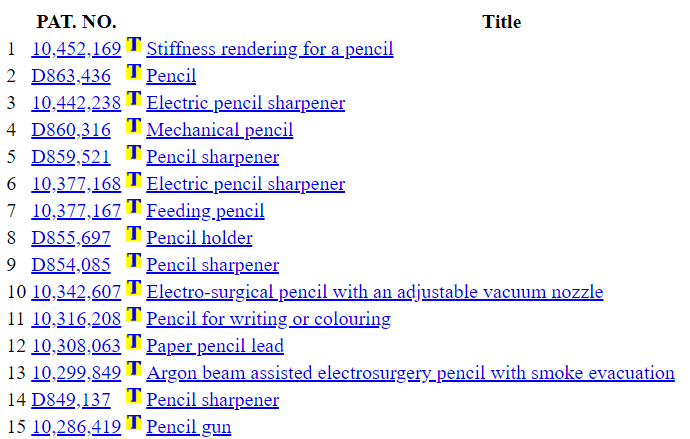 PAT. NO. Title
1 10,452,169 T Stiffness rendering for a pencil
2 D863,436 T Pencil
3 10,442,238 T Electric pencil sharpener
4 D860,316 T Mechanical pencil
5 D859,521 T Pencil sharpener
6 10,377,168 T Electric pencil sharpener
7 10,377,167 T Feeding pencil
8 D855,697 T Pencil holder
9 D854,085 T Pencil sharpener
10 10,342,607 T Electro-surgical pencil with an adjustable vacuum nozzle
11 10,316,208 T Pencil for writing or colouring
12 10,308,063 T Paper pencil lead
13 10,299,849 T Argon beam assisted electrosurgery pencil with smoke evacuation
14 D849,137 T Pencil sharpener
15 10,286,419 T Pencil gun